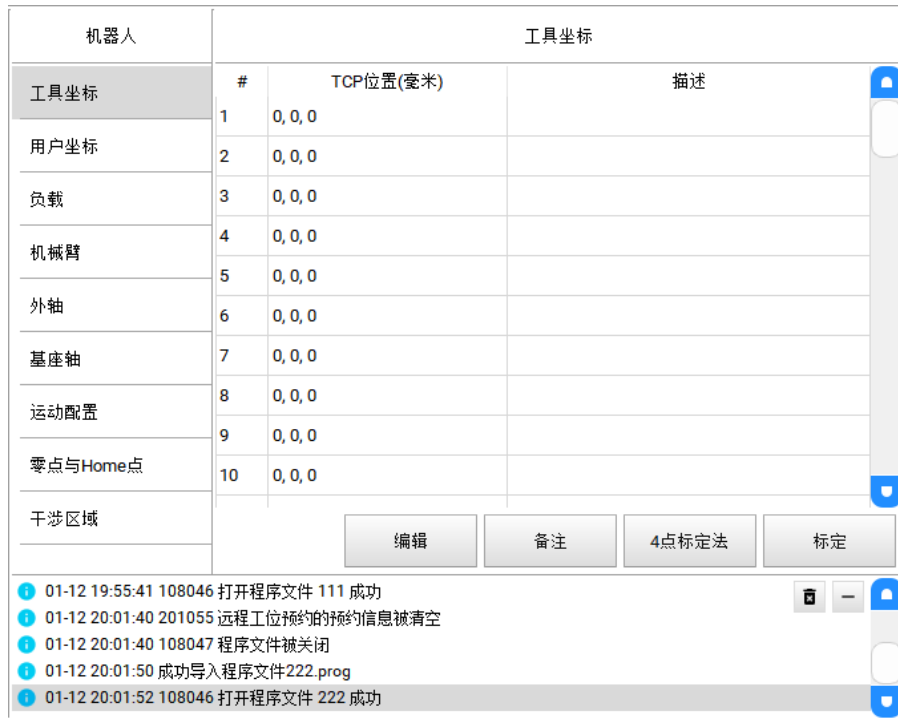 机器人
工具坐标
工具坐标
用户坐标
负载
机械臂
外轴
基座轴
运动配置
零点与Home点
干涉区域
# TCP位置(毫米) 描述
1 0, 0, 0
2 0, 0, 0
3 0, 0, 0
4 0, 0, 0
5 0, 0, 0
6 0, 0, 0
7 0, 0, 0
8 0, 0, 0
9 0, 0, 0
10 0, 0, 0
编辑 备注 4点标定法 标定
01-12 19:55:41 108046 打开程序文件 111 成功
01-12 20:01:40 201055 远程工位预约的预约信息被清空
01-12 20:01:40 108047 程序文件被关闭
01-12 20:01:50 成功导入程序文件222.prog
01-12 20:01:52 108046 打开程序文件 222 成功